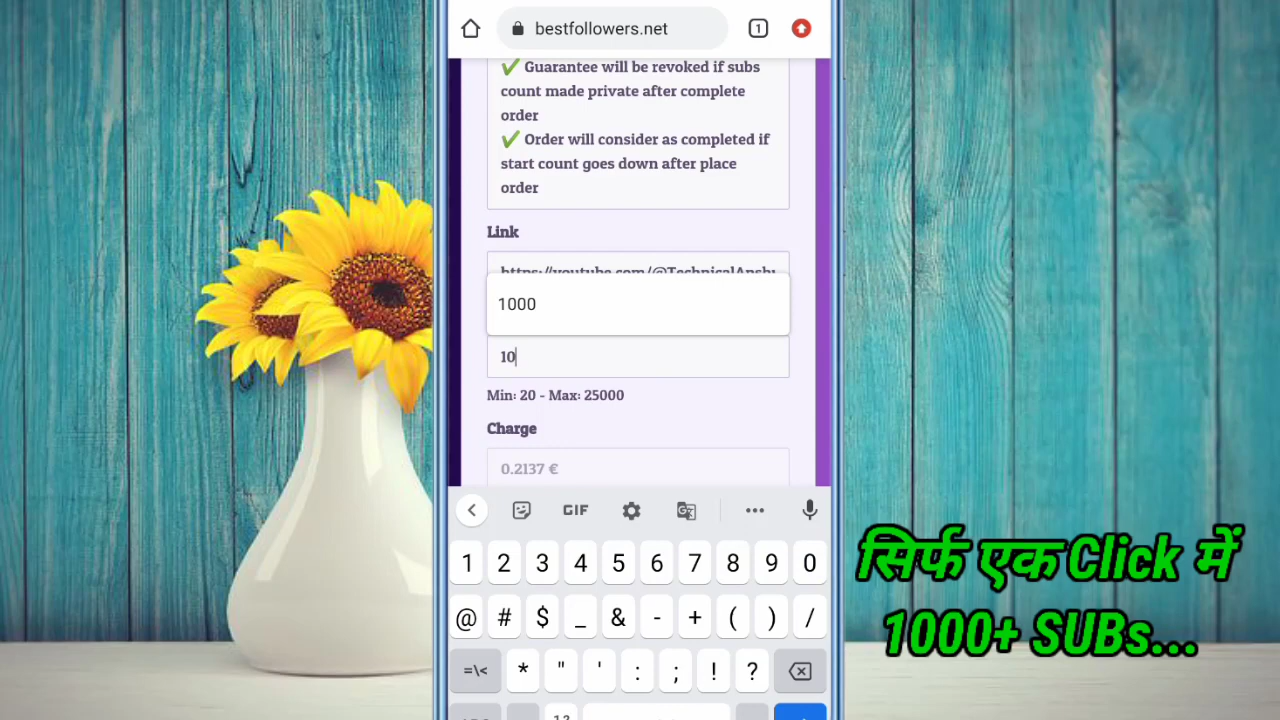 bestfollowers.net
1
✅ Guarantee will be revoked if subs
count made private after complete
order
✅ Order will consider as completed if
start count goes down after place
order
Link
1000
10
Min: 20 - Max: 25000
Charge
0.2137 €
GIF
1 2 3 4 5 6 7 8 9 0
@ # $ _ & - + ( ) /
=\< * " ' : ; ! ?
सिर्फ एक Click में
1000+ SUBs...